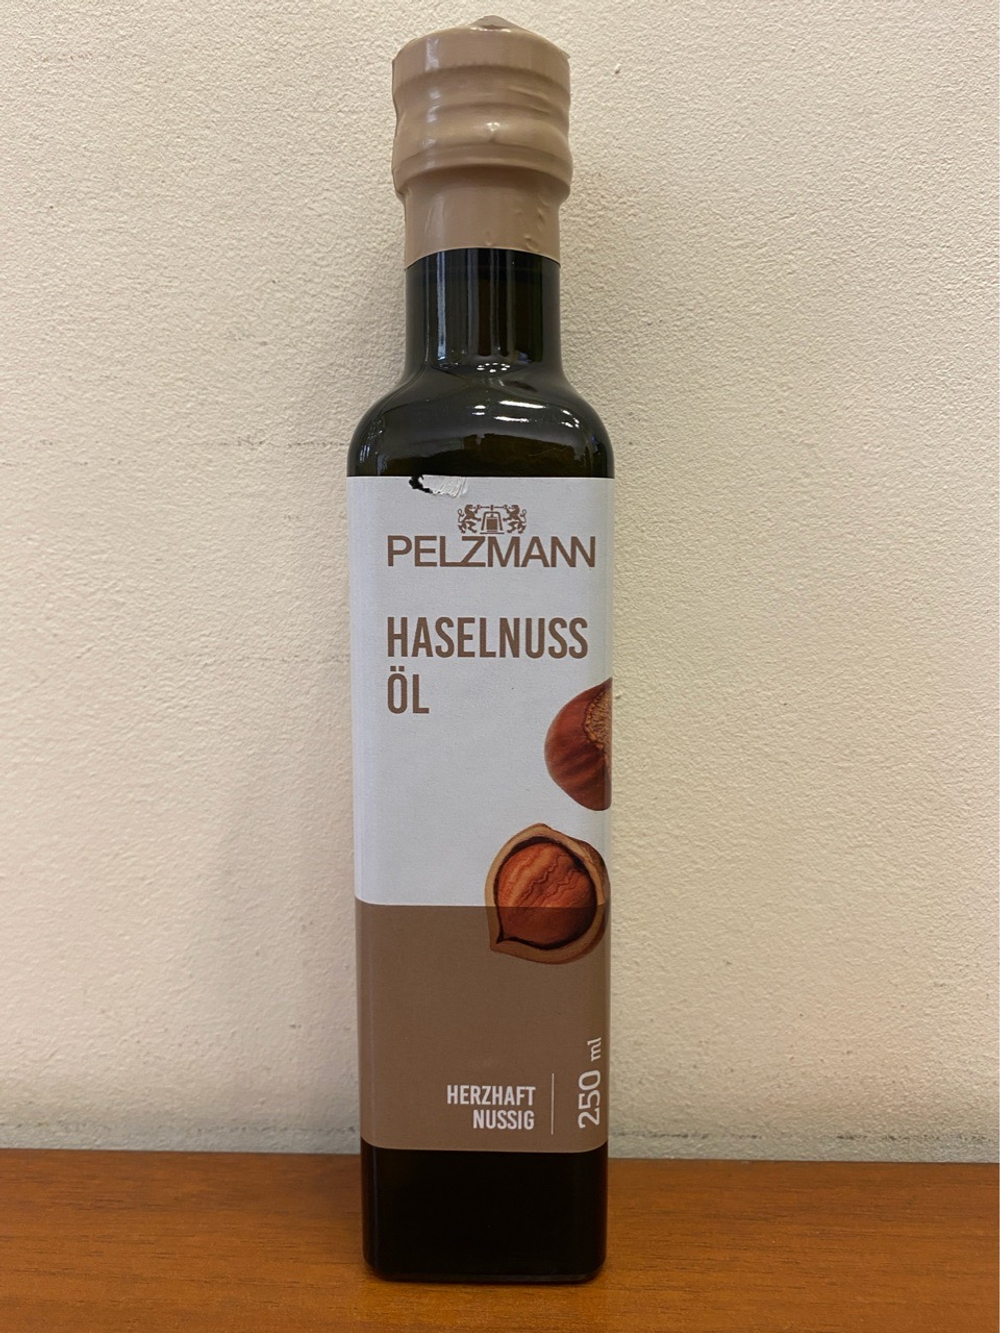 PELZMANN
HASELNUSS
ÖL
HERZHAFT
NUSSIG
250 ml